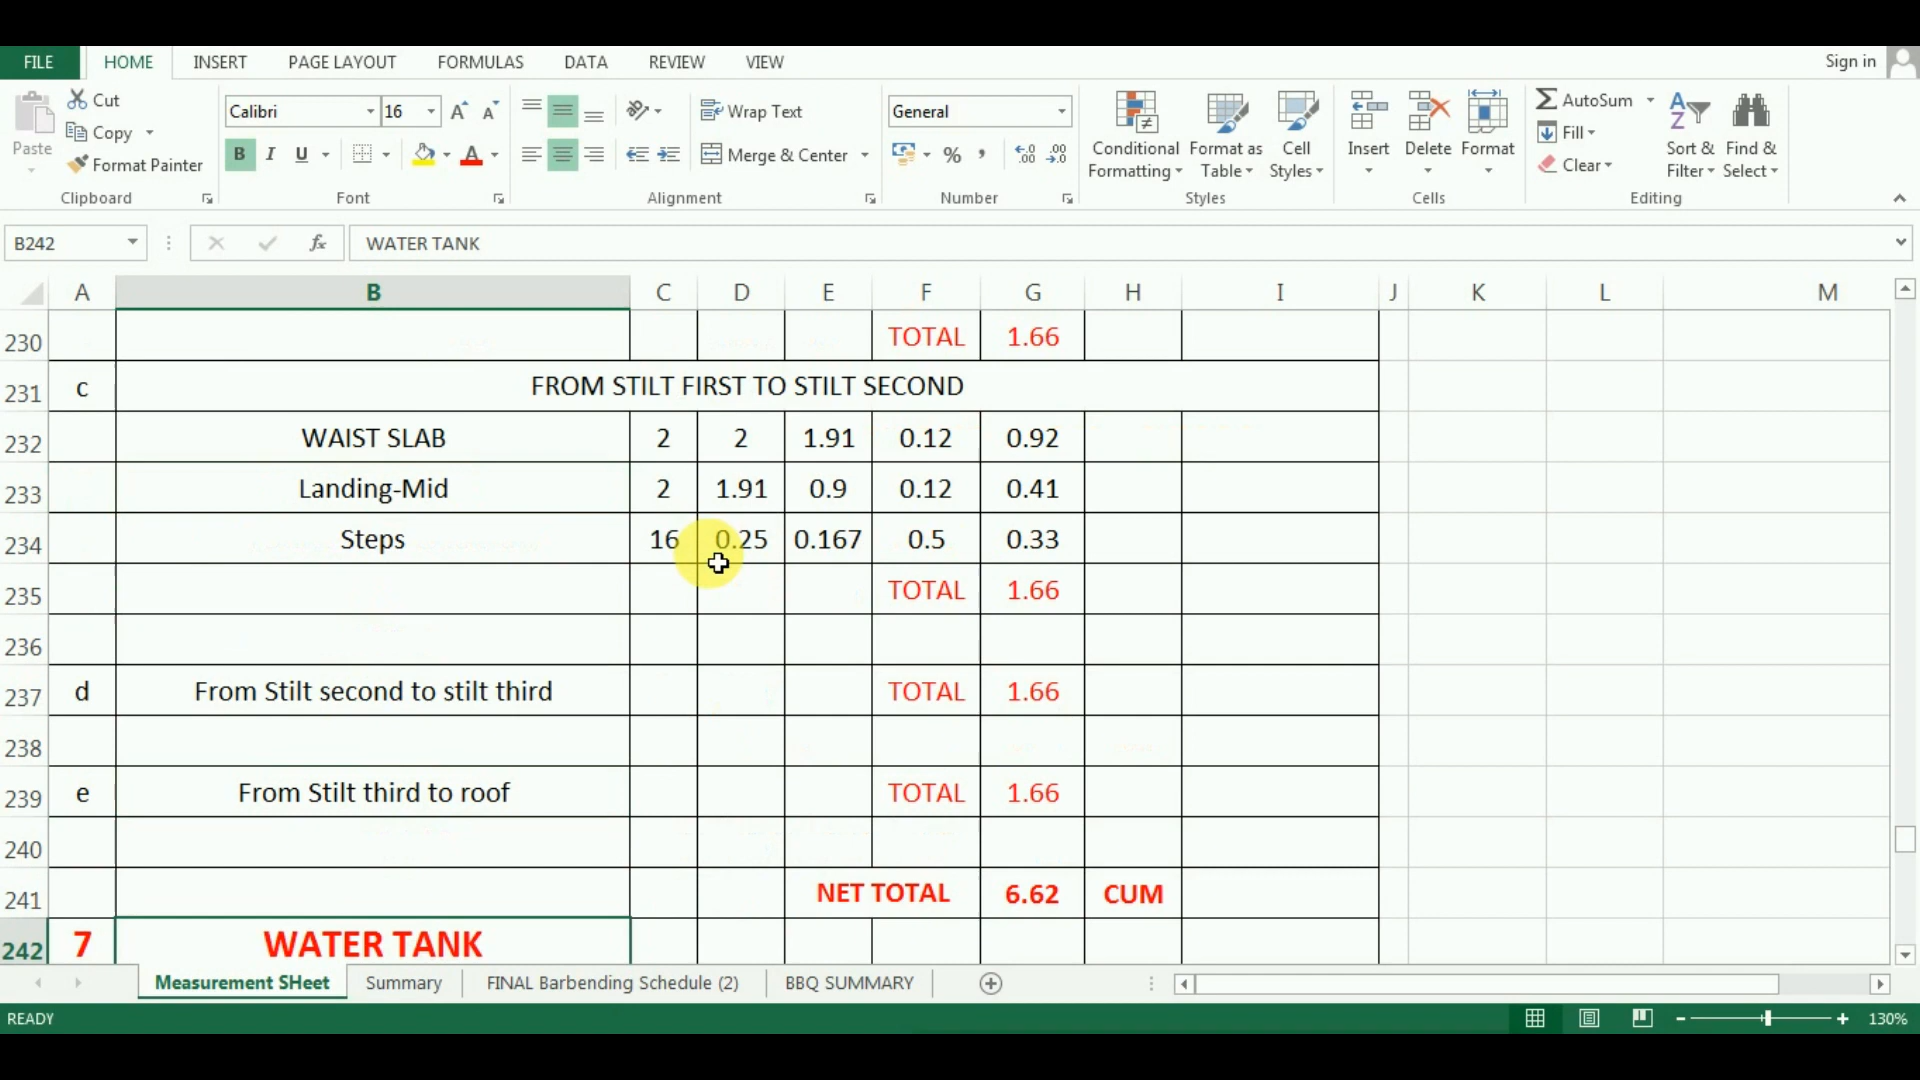 FILE HOME INSERT PAGE LAYOUT FORMULAS DATA REVIEW VIEW Sign in
Paste
Cut
Copy
Format Painter
Clipboard
Calibri 16
B I U
Font
Wrap Text
Merge & Center
Alignment
General
%
Number
Conditional Formatting
Format as Table
Cell Styles
Styles
Insert
Delete
Format
Cells
AutoSum
Fill
Clear
Sort & Filter
Find & Select
Editing
B242 fx WATER TANK
A B C D E F G H I J K L M
230 TOTAL 1.66
231 c FROM STILT FIRST TO STILT SECOND
232 WAIST SLAB 2 2 1.91 0.12 0.92
233 Landing-Mid 2 1.91 0.9 0.12 0.41
234 Steps 16 0.25 0.167 0.5 0.33
235 TOTAL 1.66
236
237 d From Stilt second to stilt third TOTAL 1.66
238
239 e From Stilt third to roof TOTAL 1.66
240
241 NET TOTAL 6.62 CUM
242 7 WATER TANK
Measurement SHeet Summary FINAL Barbending Schedule (2) BBQ SUMMARY
READY 130%